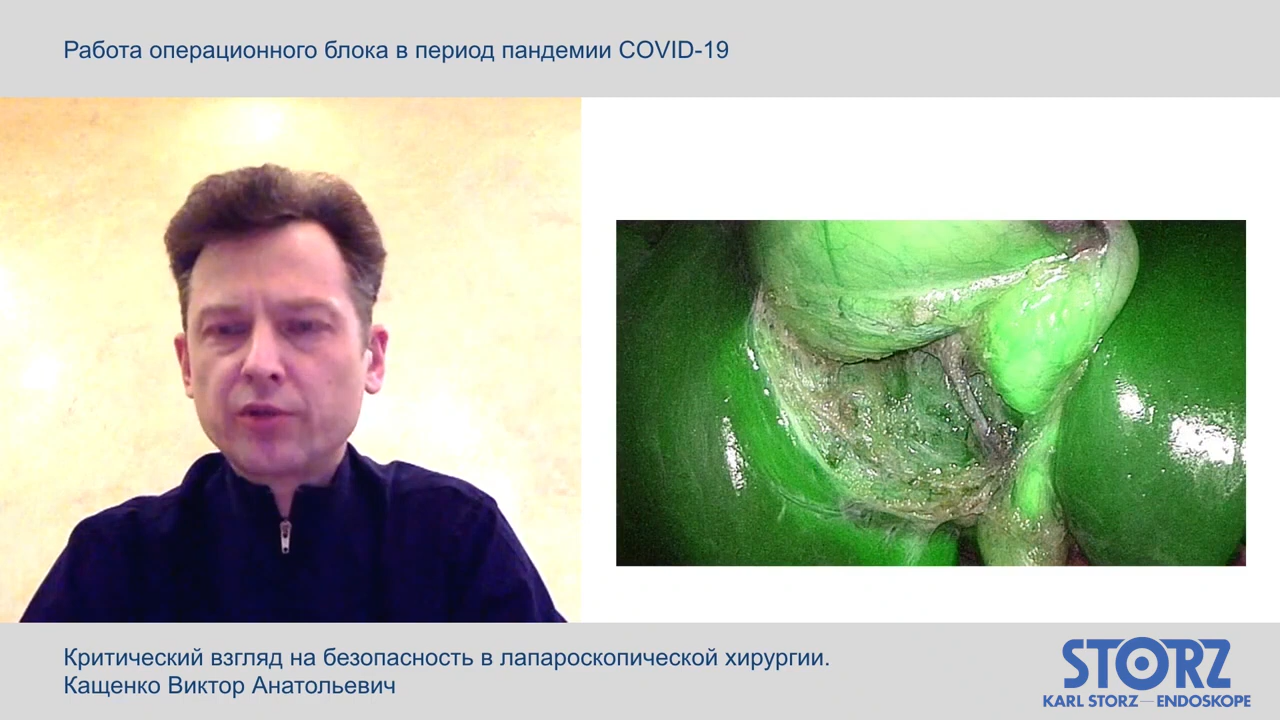 Работа операционного блока в период пандемии COVID-19
Критический взгляд на безопасность в лапароскопической хирургии.
Кащенко Виктор Анатольевич
STORZ
KARL STORZ—ENDOSKOPE